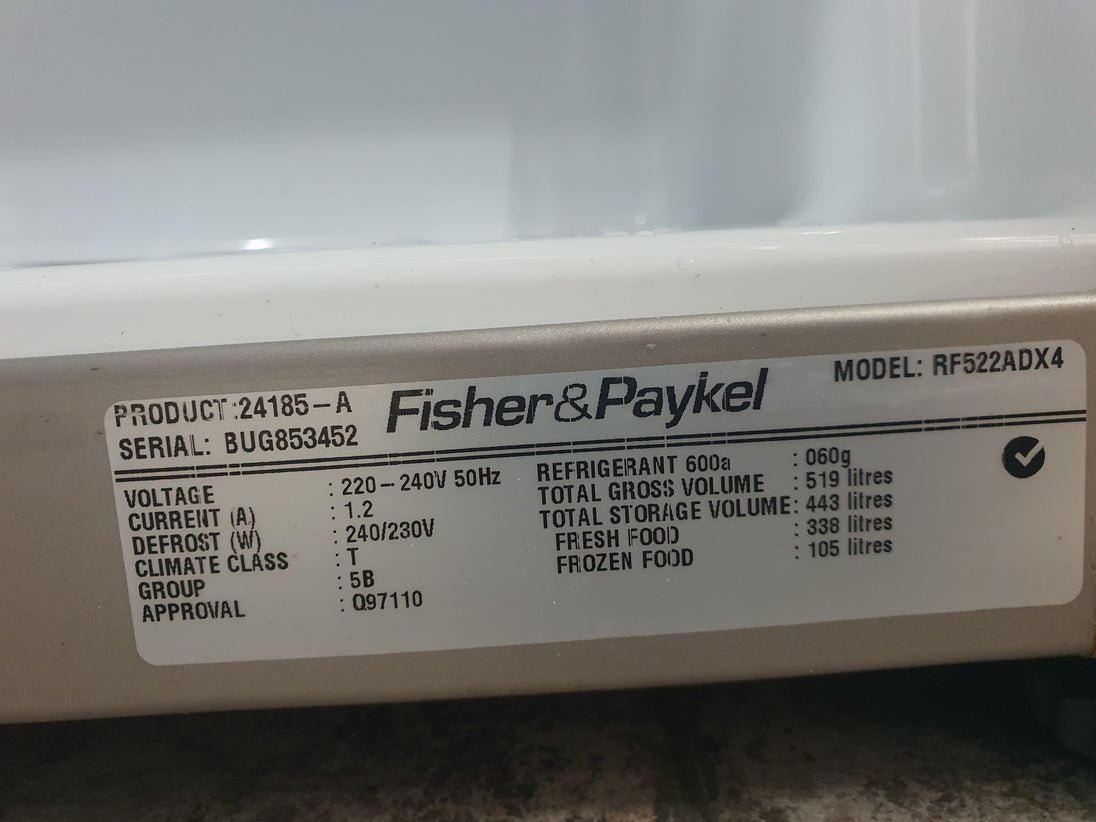 PRODUCT :24185-A
SERIAL: BUG853452
Fisher&Paykel
MODEL: RF522ADX4
VOLTAGE : 220-240V 50Hz
CURRENT (A) : 1.2
DEFROST (W) : 240/230V
CLIMATE CLASS : T
GROUP : 5B
APPROVAL : Q97110
REFRIGERANT 600a : 060g
TOTAL GROSS VOLUME : 519 litres
TOTAL STORAGE VOLUME: 443 litres
FRESH FOOD : 338 litres
FROZEN FOOD : 105 litres